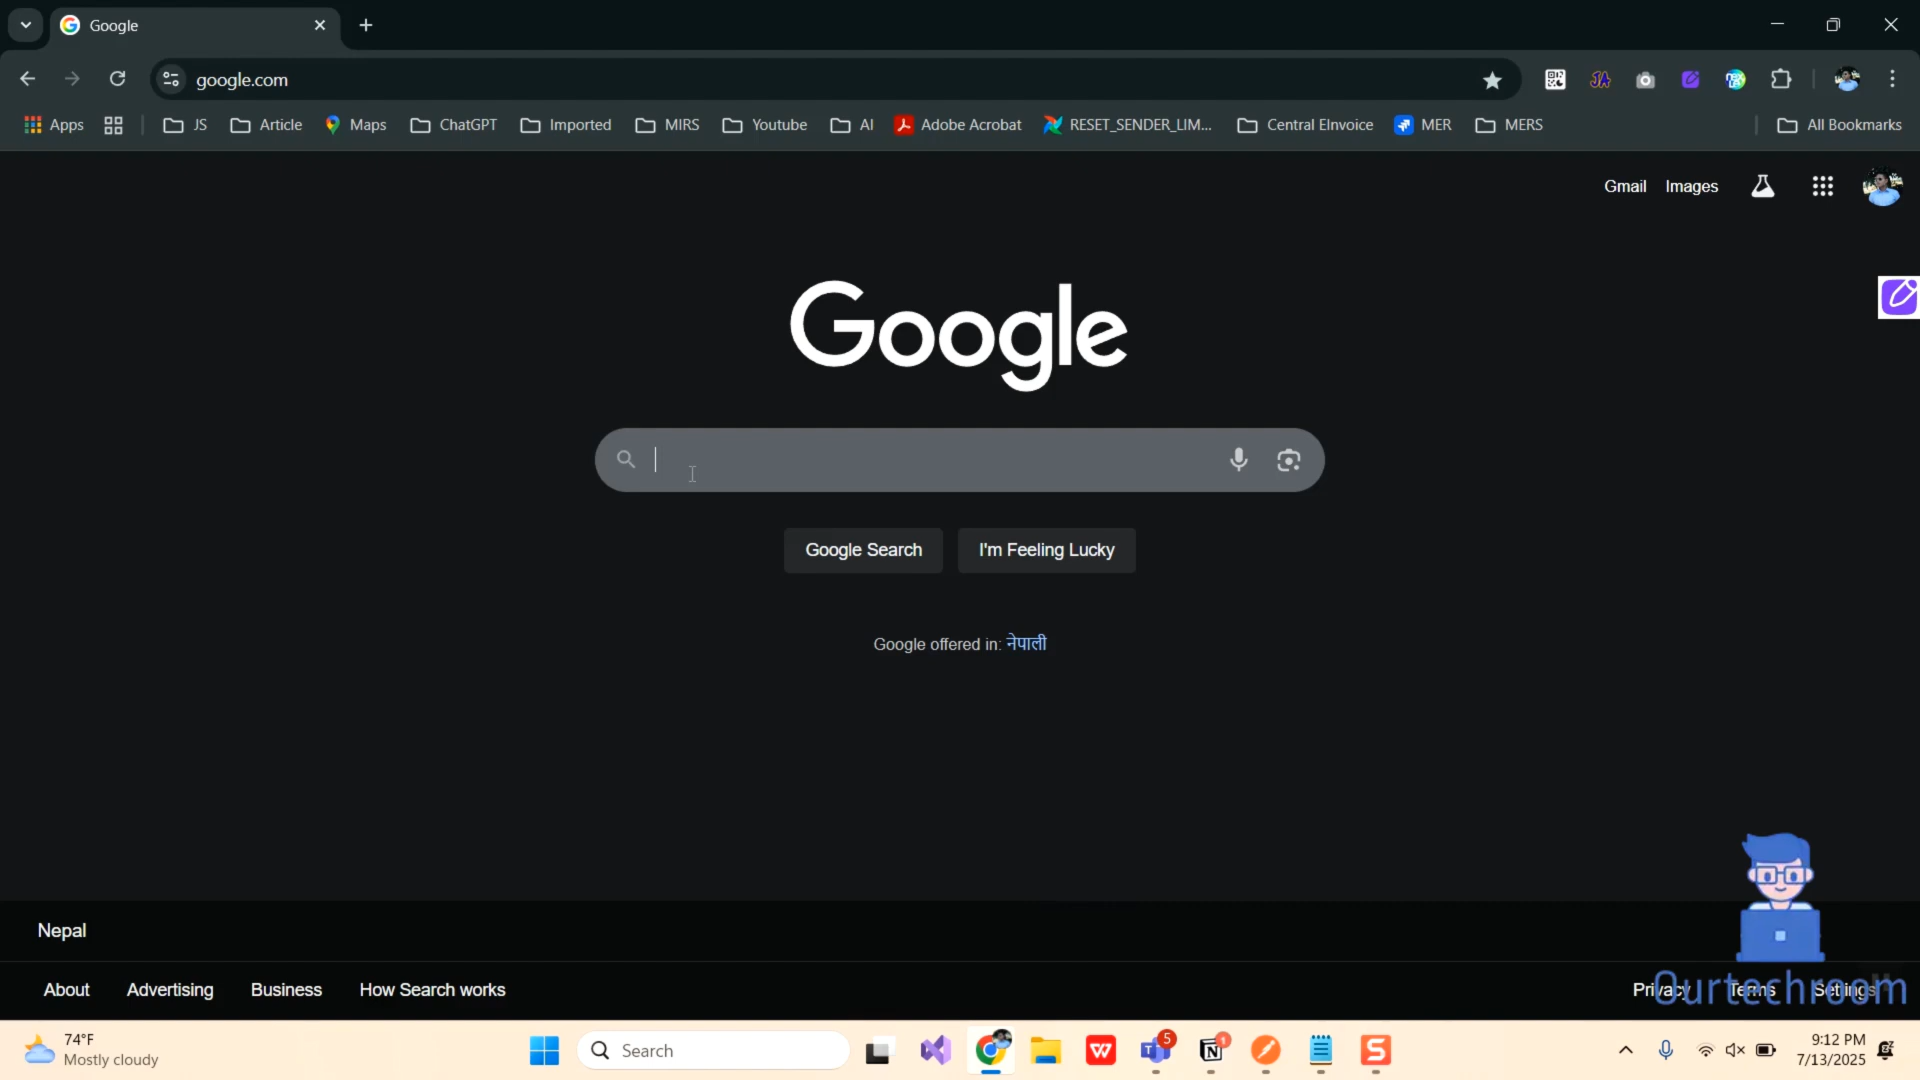 Google
google.com
Apps JS Article Maps ChatGPT Imported MIRS Youtube AI Adobe Acrobat RESET_SENDER_LIM... Central EInvoice MER MERS All Bookmarks
Gmail Images
Google
Google Search I'm Feeling Lucky
Google offered in: नेपाली
Nepal
About Advertising Business How Search works Privacy Terms Settings
Ourtechroom
74°F
Mostly cloudy
Search
5
1
9:12 PM
7/13/2025